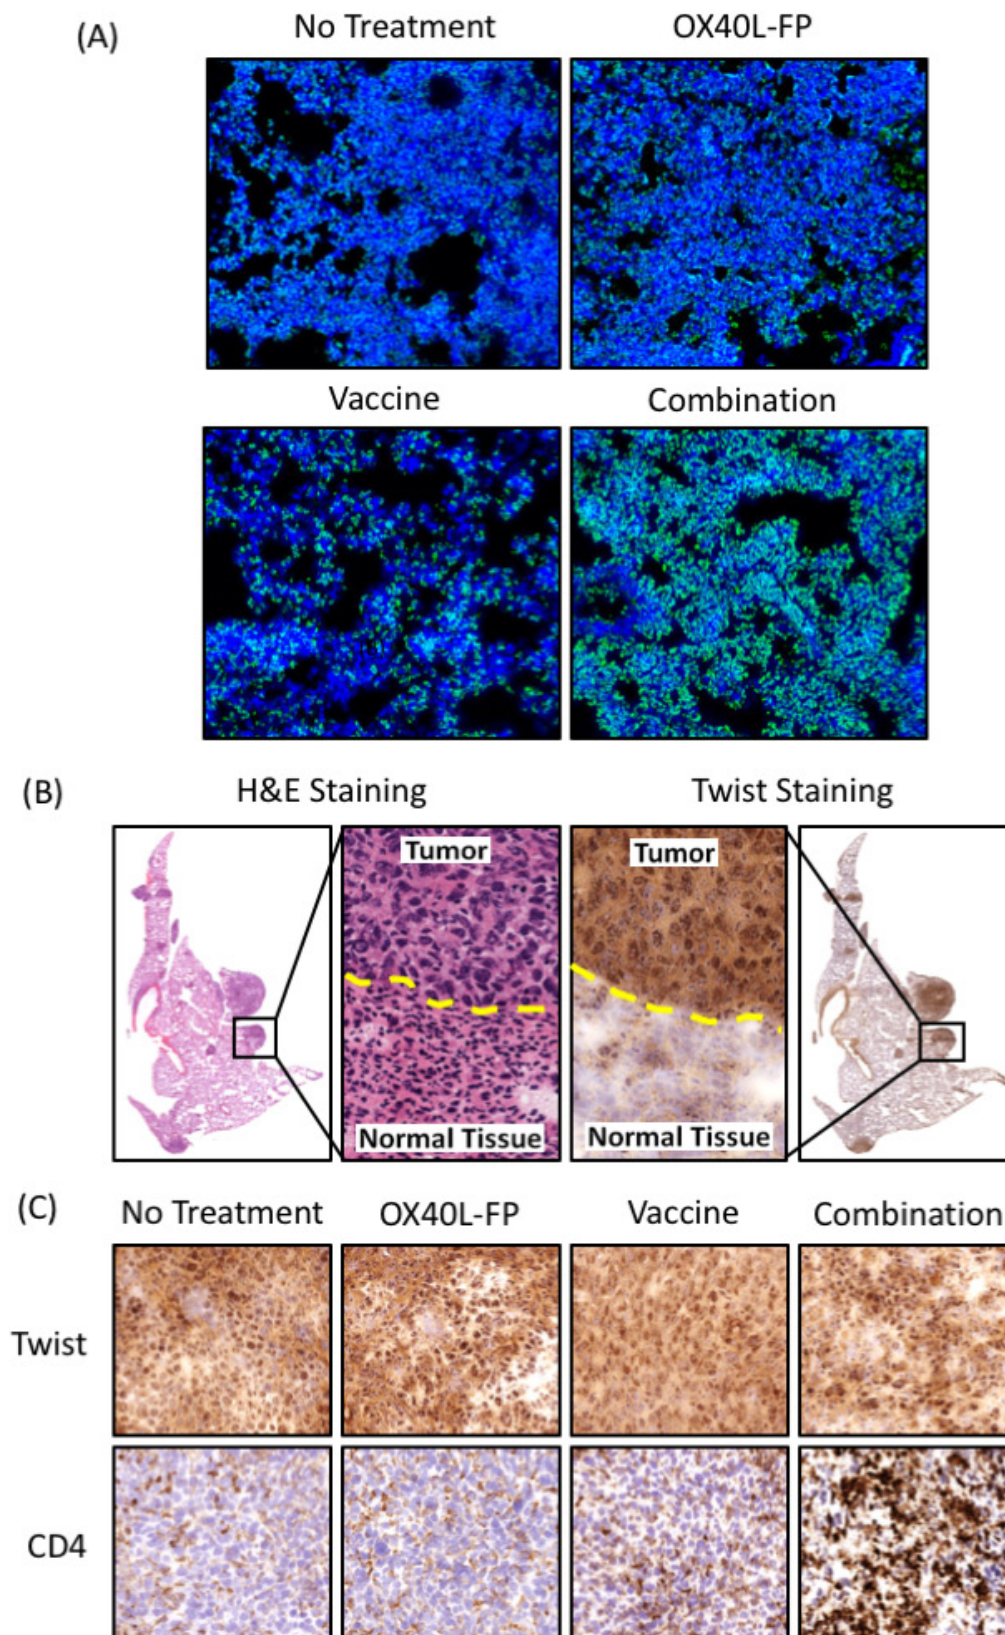 (A)
No Treatment OX40L-FP
Vaccine Combination
(B)
H&E Staining Twist Staining
Tumor Tumor
Normal Tissue Normal Tissue
(C)
No Treatment OX40L-FP Vaccine Combination
Twist
CD4